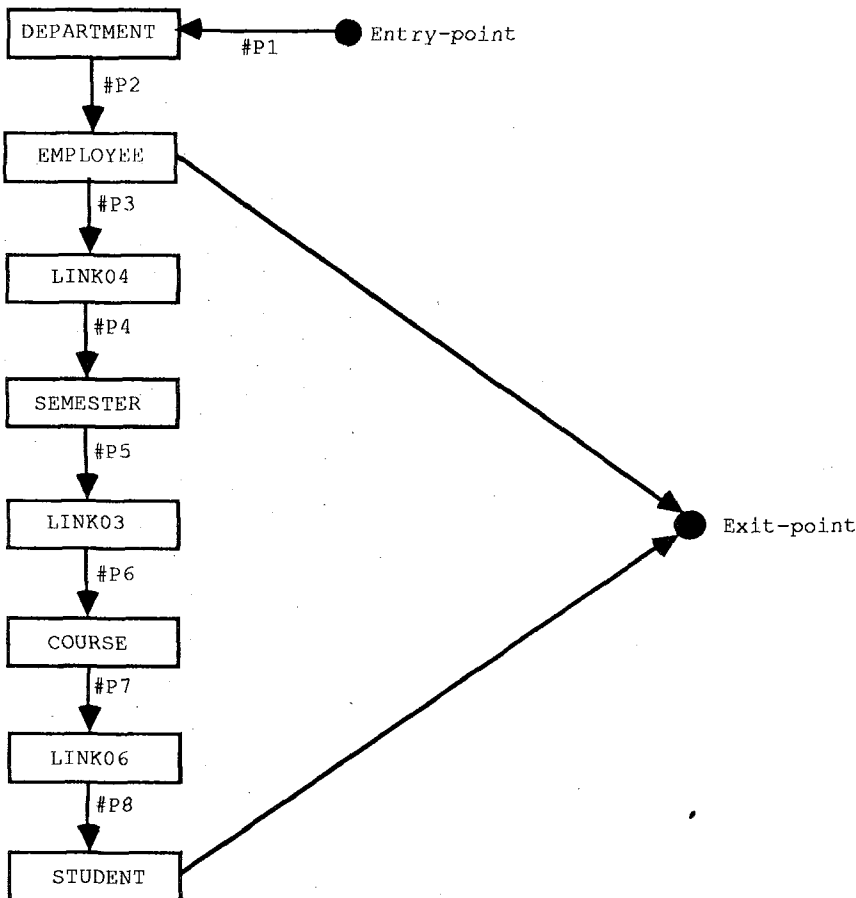 DEPARTMENT
#P1
Entry-point
#P2
EMPLOYEE
#P3
LINK04
#P4
SEMESTER
#P5
LINK03
Exit-point
#P6
COURSE
#P7
LINK06
#P8
STUDENT